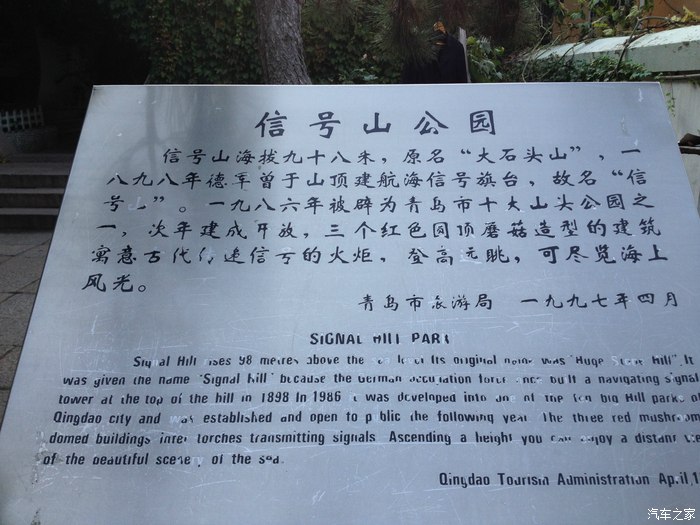 信号山公园
信号山海拔九十八米，原名“大石头山”，一
八九八年德军曾于山顶建航海信号旗台，故名“信
号”。一九八六年被辟为青岛市十大山头公园之
一，次年建成开放，三个红色圆顶蘑菇造型的建筑
寓意古代传递信号的火炬，登高远眺，可尽览海上
风光。
青岛市旅游局 一九九七年四月
SIGNAL HILL PARK
Signal Hill rises 98 metres above the sea level Its original name was "Huge Stone Hill". It
was given the name "Signal Hill" because the German occupation force once built a navigating signal
tower at the top of the hill in 1898 In 1986 it was developed into one of the ten big Hill parks of
Qingdao city and was established and open to public the following year The three red mushroom
domed buildings infer torches transmitting signals. Ascending a height you can enjoy a distant
of the beautiful scenery of the sea.
Qingdao Tourism Administration April,1
汽车之家